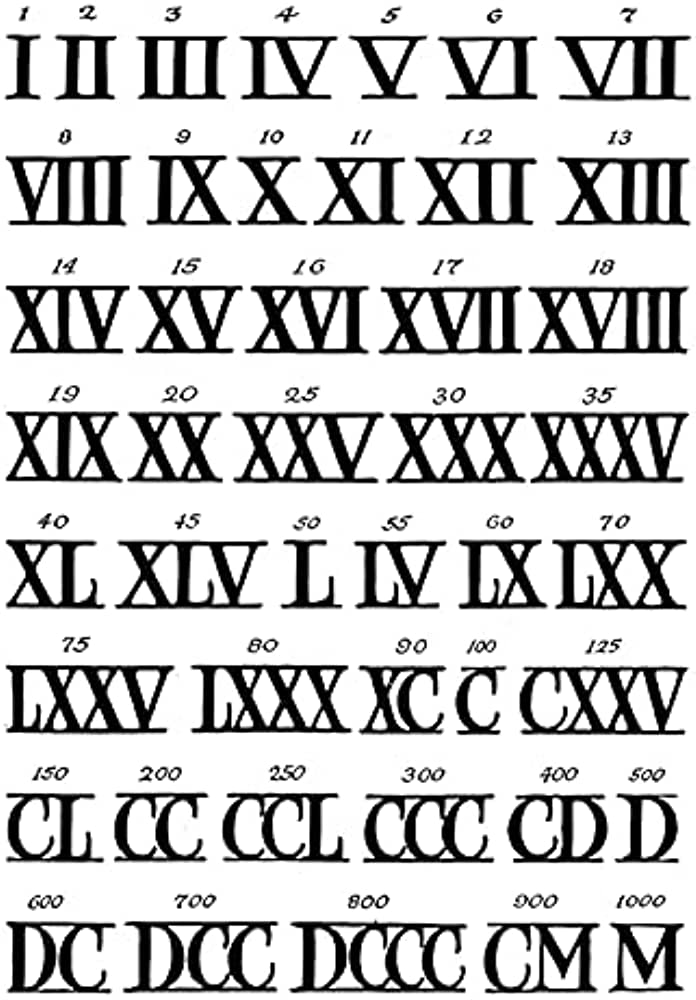 1 2 3 4 5 6 7
I II III IV V VI VII
8 9 10 11 12 13
VIII IX X XI XII XIII
14 15 16 17 18
XIV XV XVI XVII XVIII
19 20 25 30 35
XIX XX XXV XXX XXXV
40 45 50 55 60 70
XL XLV L LV LX LXX
75 80 90 100 125
LXXV LXXX XC C CXXV
150 200 250 300 400 500
CL CC CCL CCC CD D
600 700 800 900 1000
DC DCC DCCC CM M